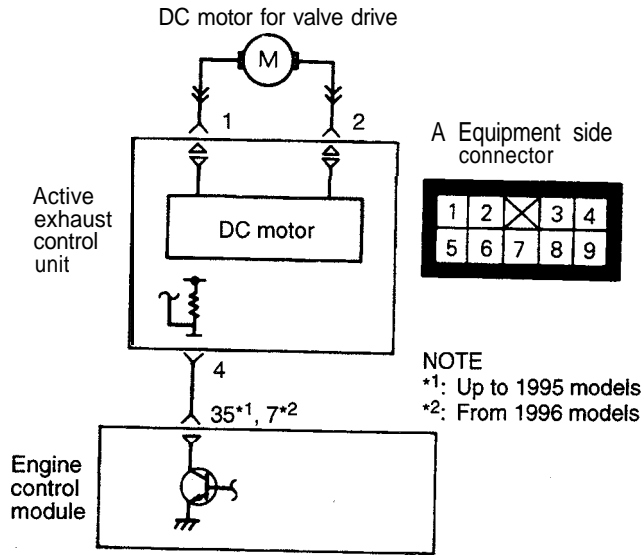 DC motor for valve drive
M
1
2
A Equipment side
connector
1 2 3 4
5 6 7 8 9
Active
exhaust
control
unit
DC motor
4
NOTE
*1: Up to 1995 models
*2: From 1996 models
35*1, 7*2
Engine
control
module